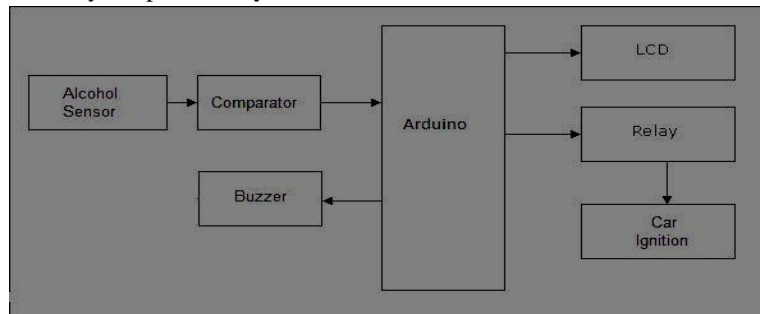 Alcohol
Sensor
Comparator
Buzzer
Arduino
LCD
Relay
Car
Ignition